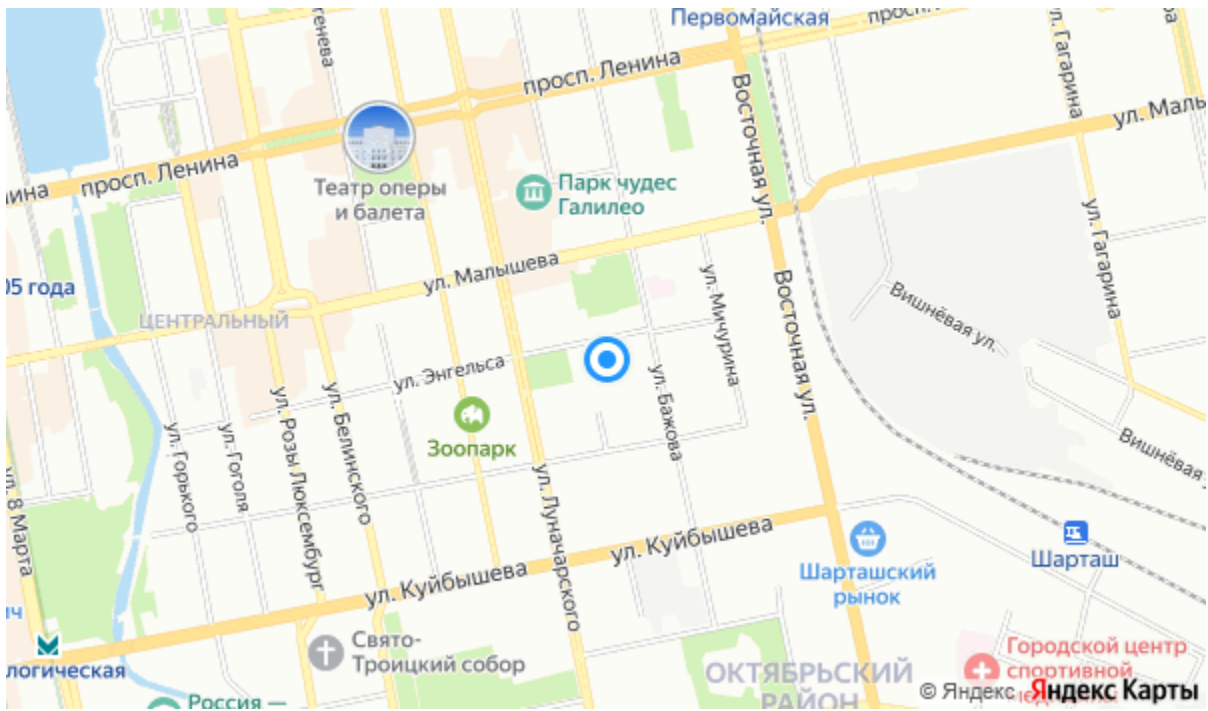 Первомайская
просп. Ленина
Восточная ул.
ул. Гагарина
ул. Малы
просп. Ленина
Театр оперы
и балета
Парк чудес
Галилео
ул. Малышева
05 года
ЦЕНТРАЛЬНЫЙ
ул. Мичурина
Восточная ул.
ул. Гагарина
Вишнёвая ул.
ул. Энгельса
ул. Бажова
Зоопарк
ул. Горького
ул. Гоголя
ул. Розы Люксембург
ул. Белинского
ул. Луначарского
ул. 8 Марта
Вишнёвая
ул. Куйбышева
ул. Куйбышева
Шарташ
Шарташский
рынок
Свято-
Троицкий собор
логическая
Россия —
ОКТЯБРЬСКИЙ
РАЙОН
Городской центр
спортивной
© Яндекс Яндекс Карты